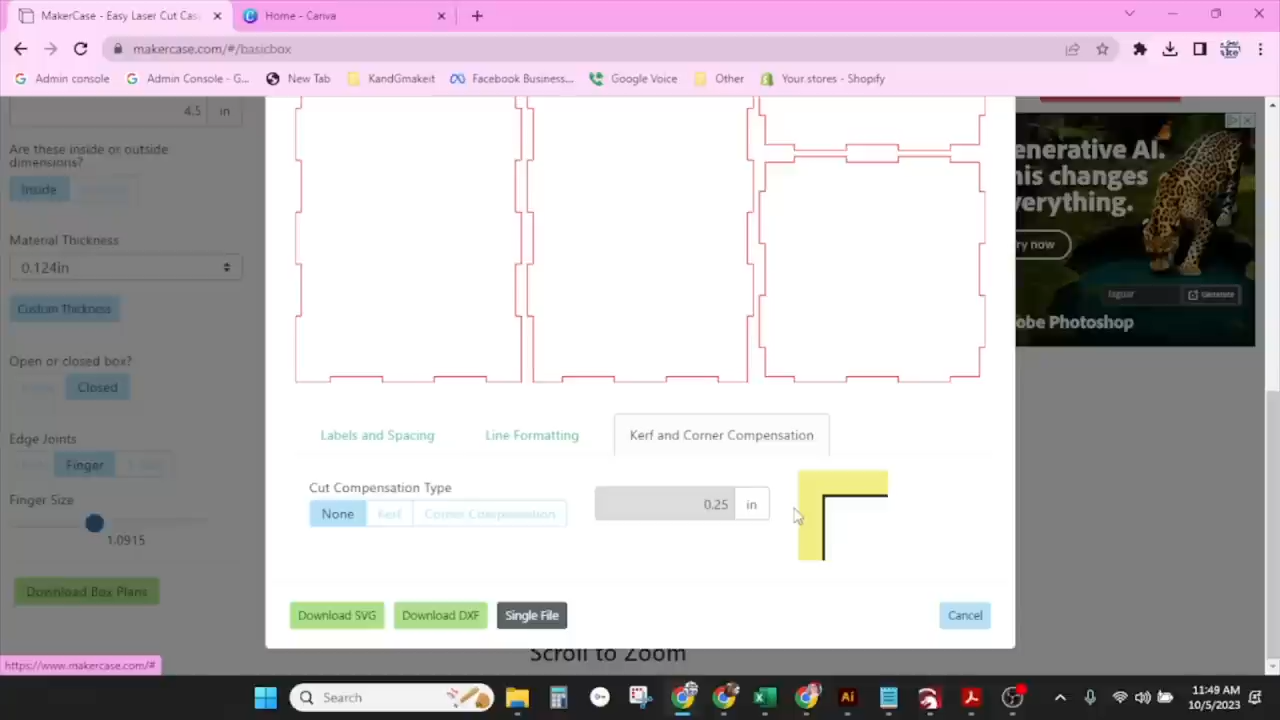 MakerCase - Easy Laser Cut Cas
Home - Canva
makercase.com/#/basicbox
Admin console
Admin Console - G...
New Tab
KandGmakeit
Facebook Business...
Google Voice
Other
Your stores - Shopify
4.5 in
Are these inside or outside
dimensions?
Inside
Material Thickness
0.124in
Custom Thickness
Open or closed box?
Closed
Edge Joints
Finger
Finger Size
1.0915
Download Box Plans
enerative AI.
his changes
verything.
ry now
Jaguar
Generate
obe Photoshop
Labels and Spacing
Line Formatting
Kerf and Corner Compensation
Cut Compensation Type
None
Kerf
Corner Compensation
0.25 in
Download SVG
Download DXF
Single File
Cancel
Scroll to Zoom
https://www.makercase.com/#
Search
Ai
11:49 AM
10/5/2023